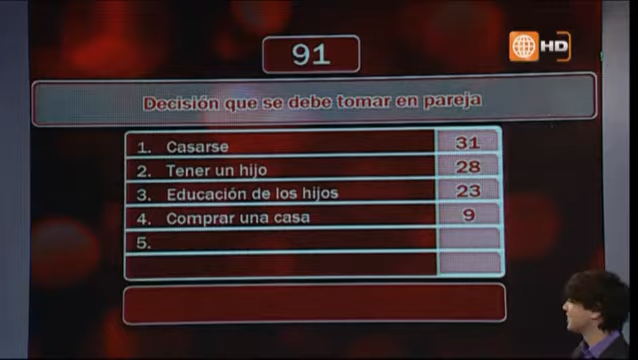 HD
91
Decisión que se debe tomar en pareja
1. Casarse 31
2. Tener un hijo 28
3. Educación de los hijos 23
4. Comprar una casa 9
5.